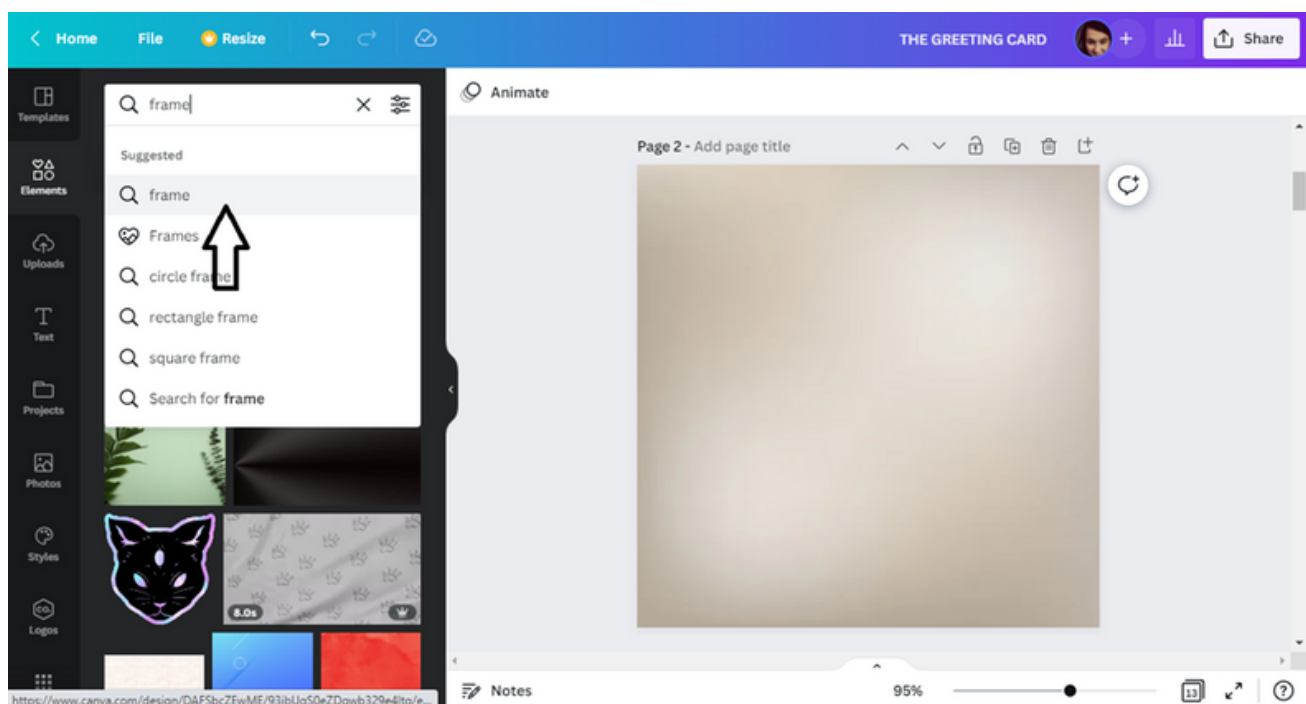 Home File Resize THE GREETING CARD + Share
Templates
Elements
Uploads
Text
Projects
Photos
Styles
CO.
Logos
frame
Suggested
frame
Frames
circle frame
rectangle frame
square frame
Search for frame
8.0s
Animate
Page 2 - Add page title
Notes 95% 13 ?